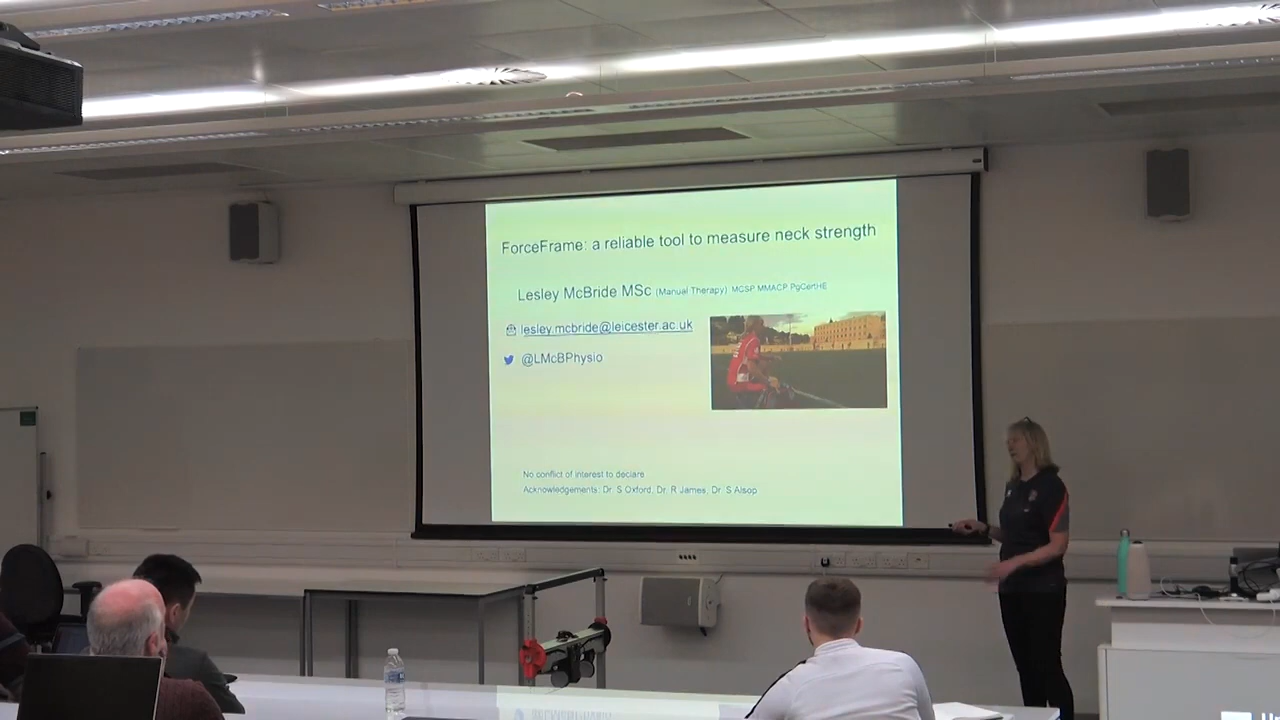 ForceFrame: a reliable tool to measure neck strength
Lesley McBride MSc (Manual Therapy) MCSP MMACP PgCertHE
lesley.mcbride@leicester.ac.uk
@LMcBPhysio
No conflict of interest to declare
Acknowledgements: Dr. S Oxford, Dr. R James, Dr. S Alsop